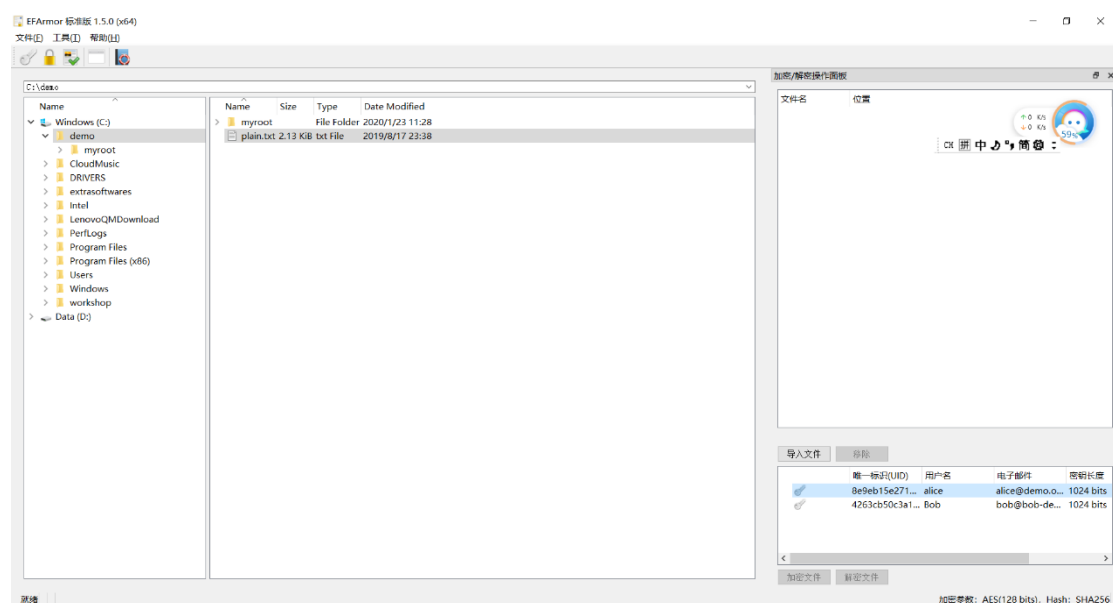 EFArmor 标准版 1.5.0 (x64)
文件(F) 工具(T) 帮助(H)
C:\demo
Name
Windows (C:)
demo
myroot
CloudMusic
DRIVERS
extrasoftwares
Intel
LenovoQMDownload
PerfLogs
Program Files
Program Files (x86)
Users
Windows
workshop
Data (D:)
Name Size Type Date Modified
myroot File Folder 2020/1/23 11:28
plain.txt 2.13 KiB txt File 2019/8/17 23:38
加密/解密操作面板
文件名 位置
↑ 0 K/s
↓ 0 K/s
59%
CH 拼 中 简
导入文件 移除
唯一标识(UID) 用户名 电子邮件 密钥长度
8e9eb15e271... alice alice@demo.o... 1024 bits
4263cb50c3a1... Bob bob@bob-de... 1024 bits
加密文件 解密文件
就绪
加密参数: AES(128 bits), Hash: SHA256